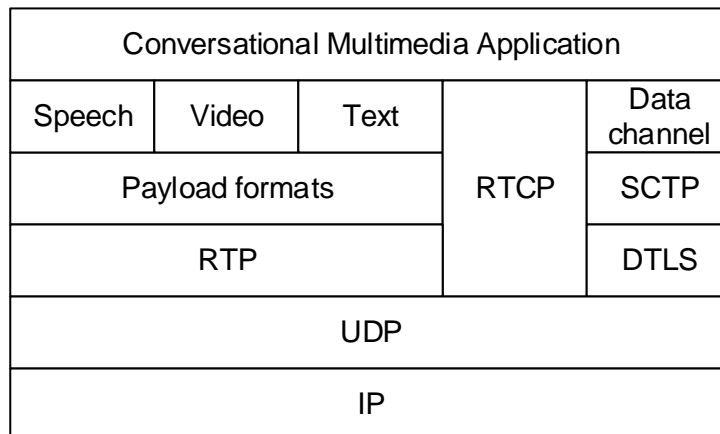 Conversational Multimedia Application
Speech
Video
Text
RTCP
Data
channel
Payload formats
SCTP
RTP
DTLS
UDP
IP